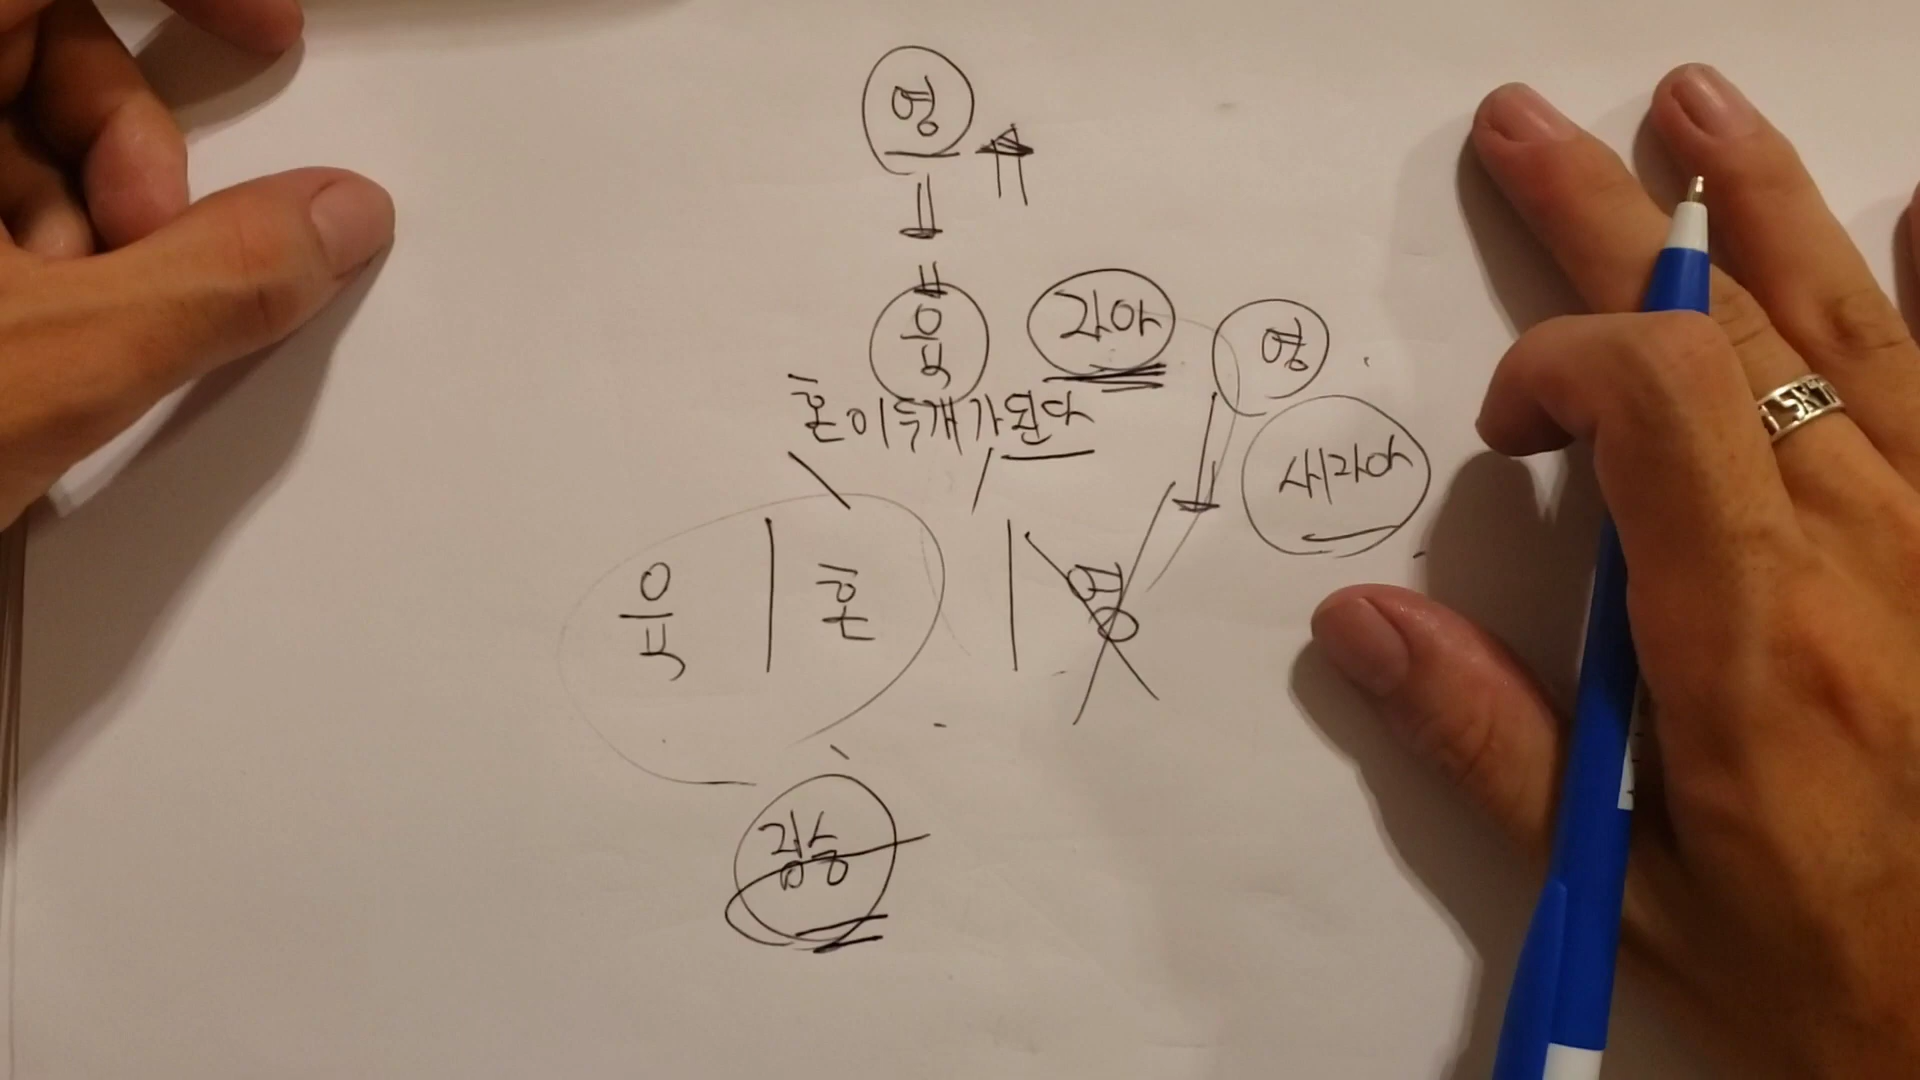 영
육 자아 영
혼이 두개가 된다
새자아
육 혼 영
짐승